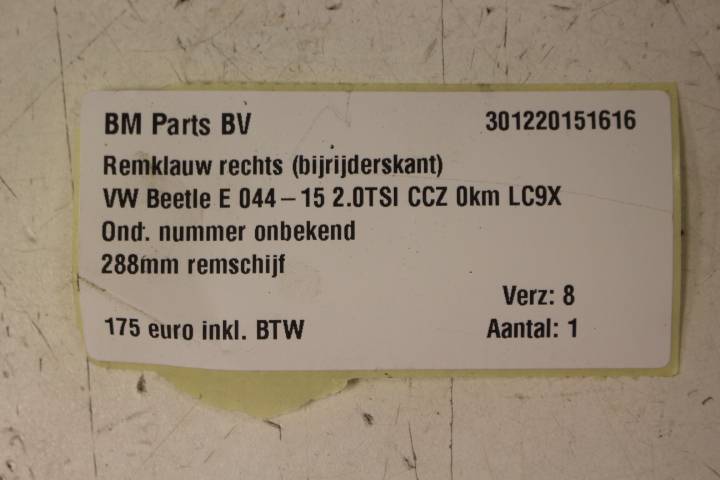 BM Parts BV 301220151616
Remklauw rechts (bijrijderskant)
VW Beetle E 044-15 2.0TSI CCZ 0km LC9X
Ond. nummer onbekend
288mm remschijf
Verz: 8
175 euro inkl. BTW Aantal: 1